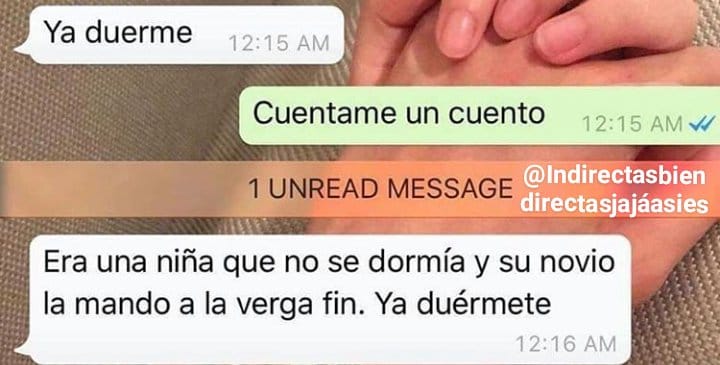 Ya duerme
12:15 AM
Cuentame un cuento
12:15 AM
1 UNREAD MESSAGE
@Indirectasbien
directasjajáasies
Era una niña que no se dormía y su novio
la mando a la verga fin. Ya duérmete
12:16 AM